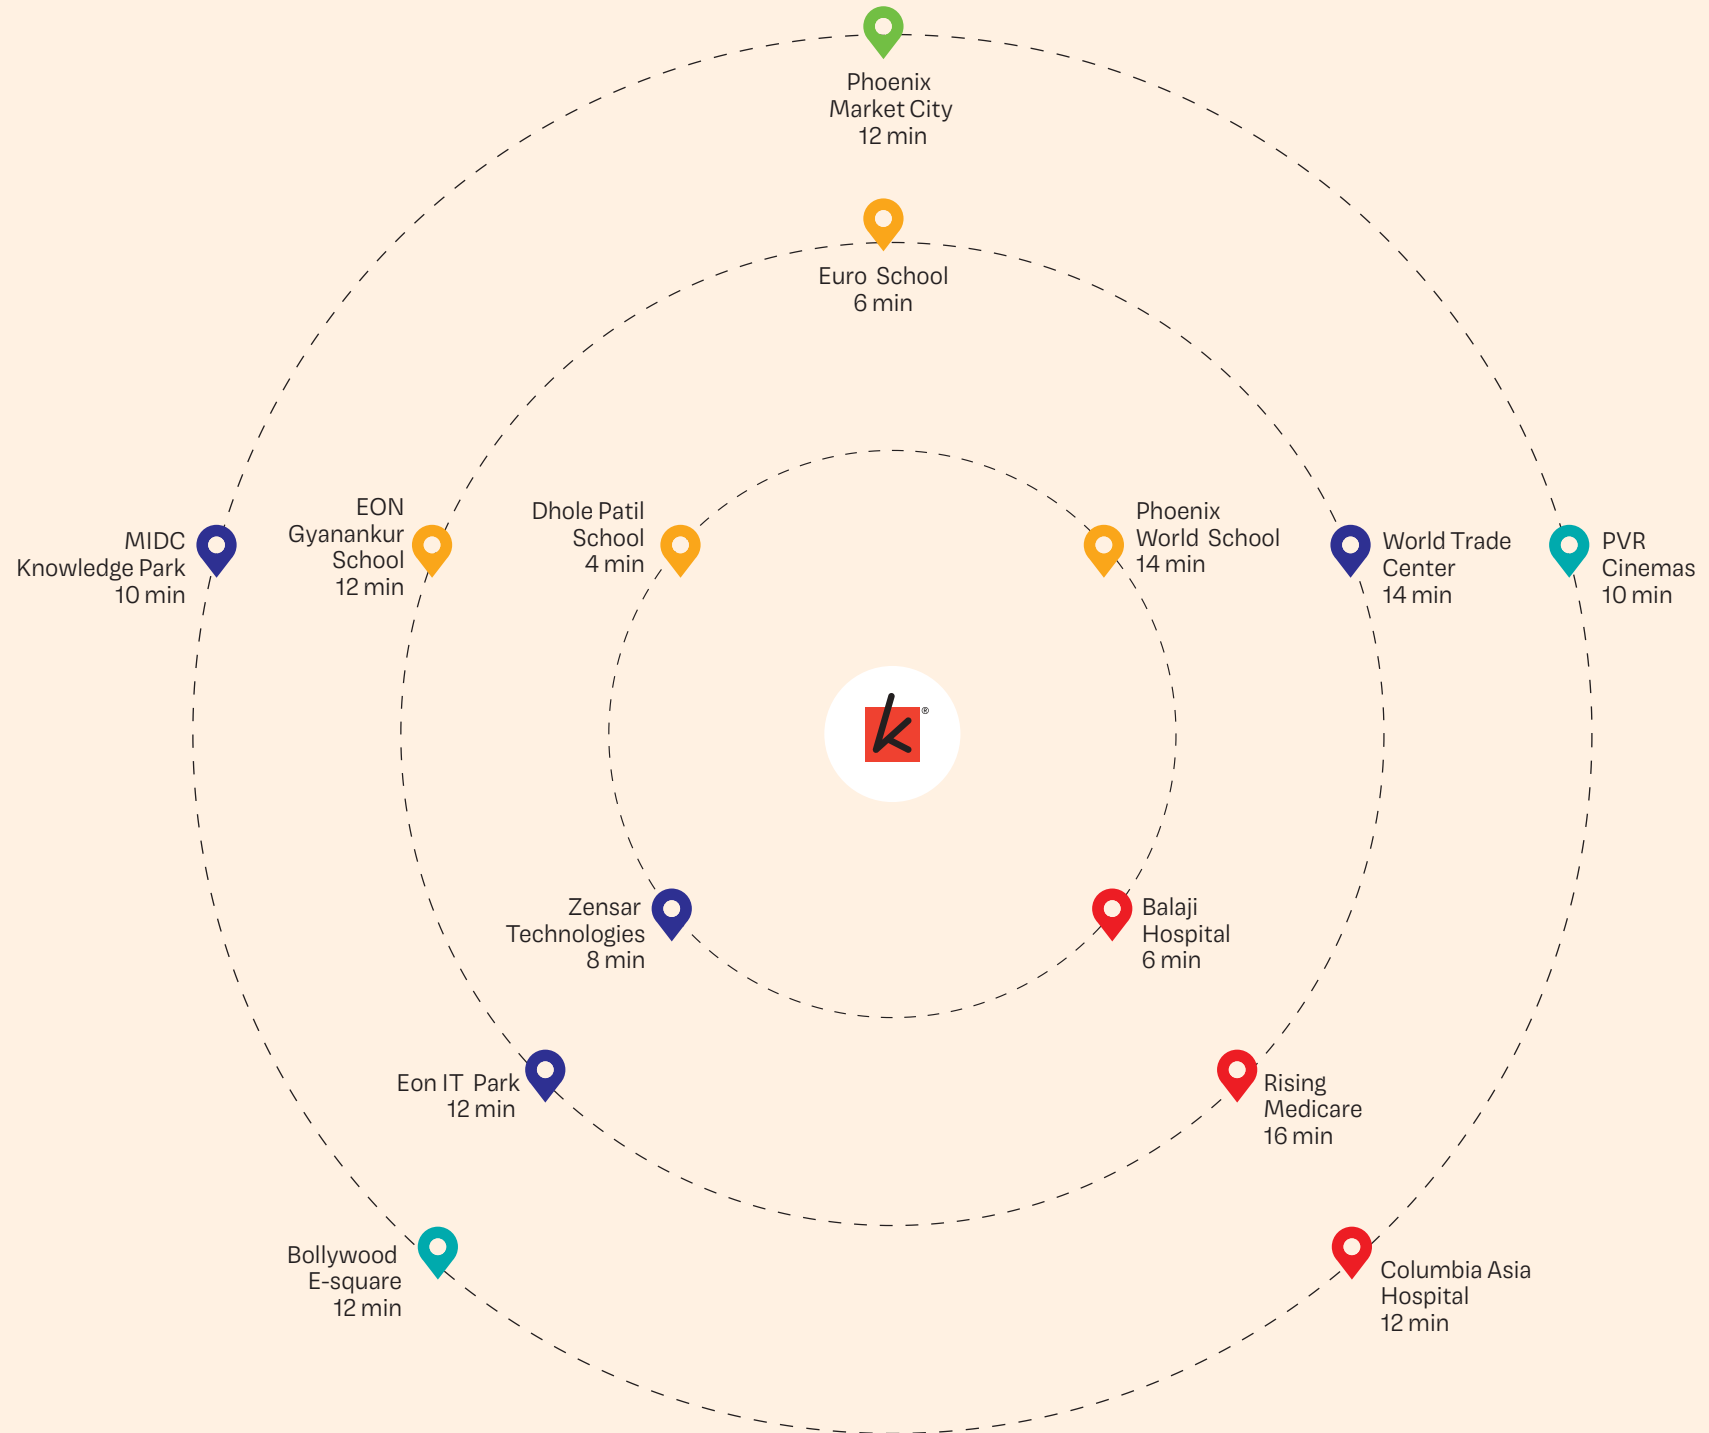 Phoenix
Market City
12 min
Euro School
6 min
MIDC
Knowledge Park
10 min
EON
Gyanankur
School
12 min
Dhole Patil
School
4 min
Phoenix
World School
14 min
World Trade
Center
14 min
PVR
Cinemas
10 min
k®
Zensar
Technologies
8 min
Balaji
Hospital
6 min
Eon IT Park
12 min
Rising
Medicare
16 min
Bollywood
E-square
12 min
Columbia Asia
Hospital
12 min